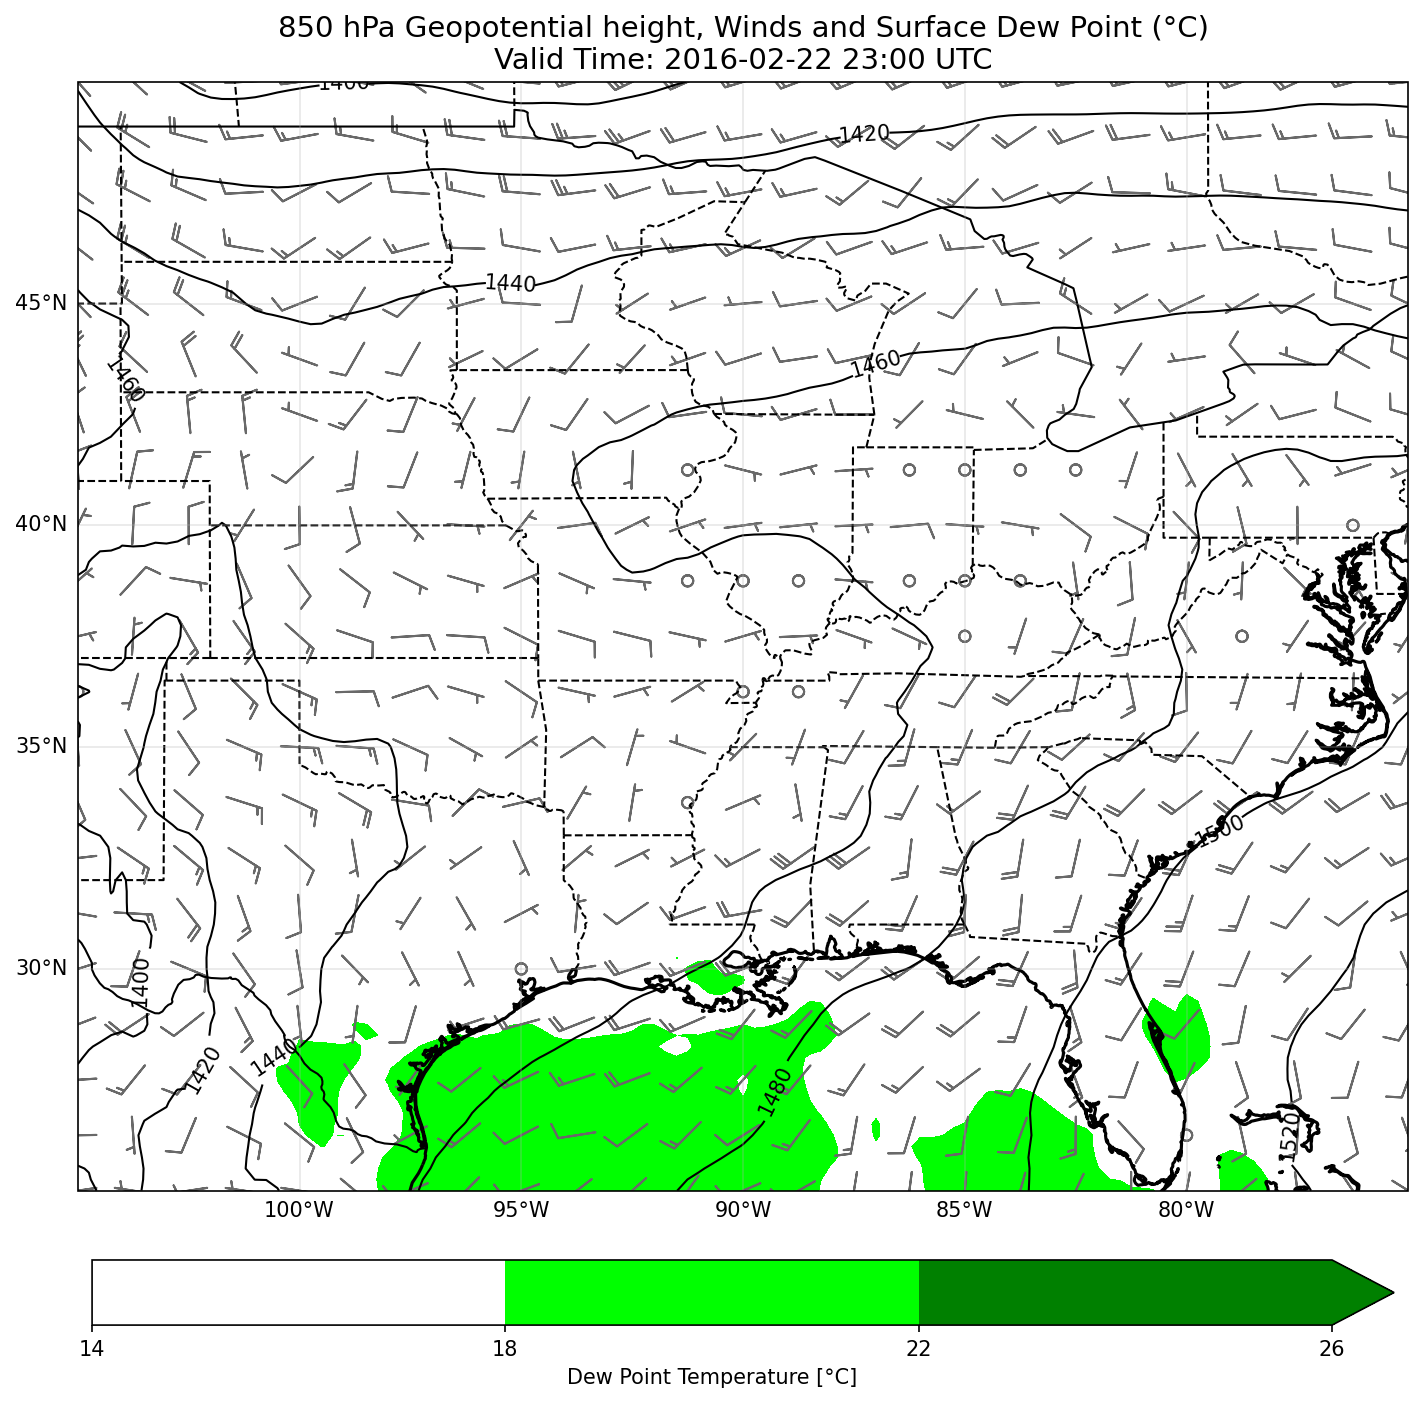 850 hPa Geopotential height, Winds and Surface Dew Point (°C)
Valid Time: 2016-02-22 23:00 UTC
1400
1420
1440
45°N
1460
1460
40°N
35°N
1500
30°N
1400
1420
1440
1480
1520
100°W 95°W 90°W 85°W 80°W
14 18 22 26
Dew Point Temperature [°C]